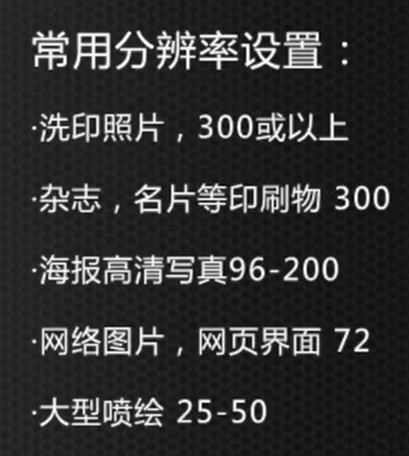 常用分辨率设置：
·洗印照片，300或以上
·杂志，名片等印刷物 300
·海报高清写真96-200
·网络图片，网页界面 72
·大型喷绘 25-50